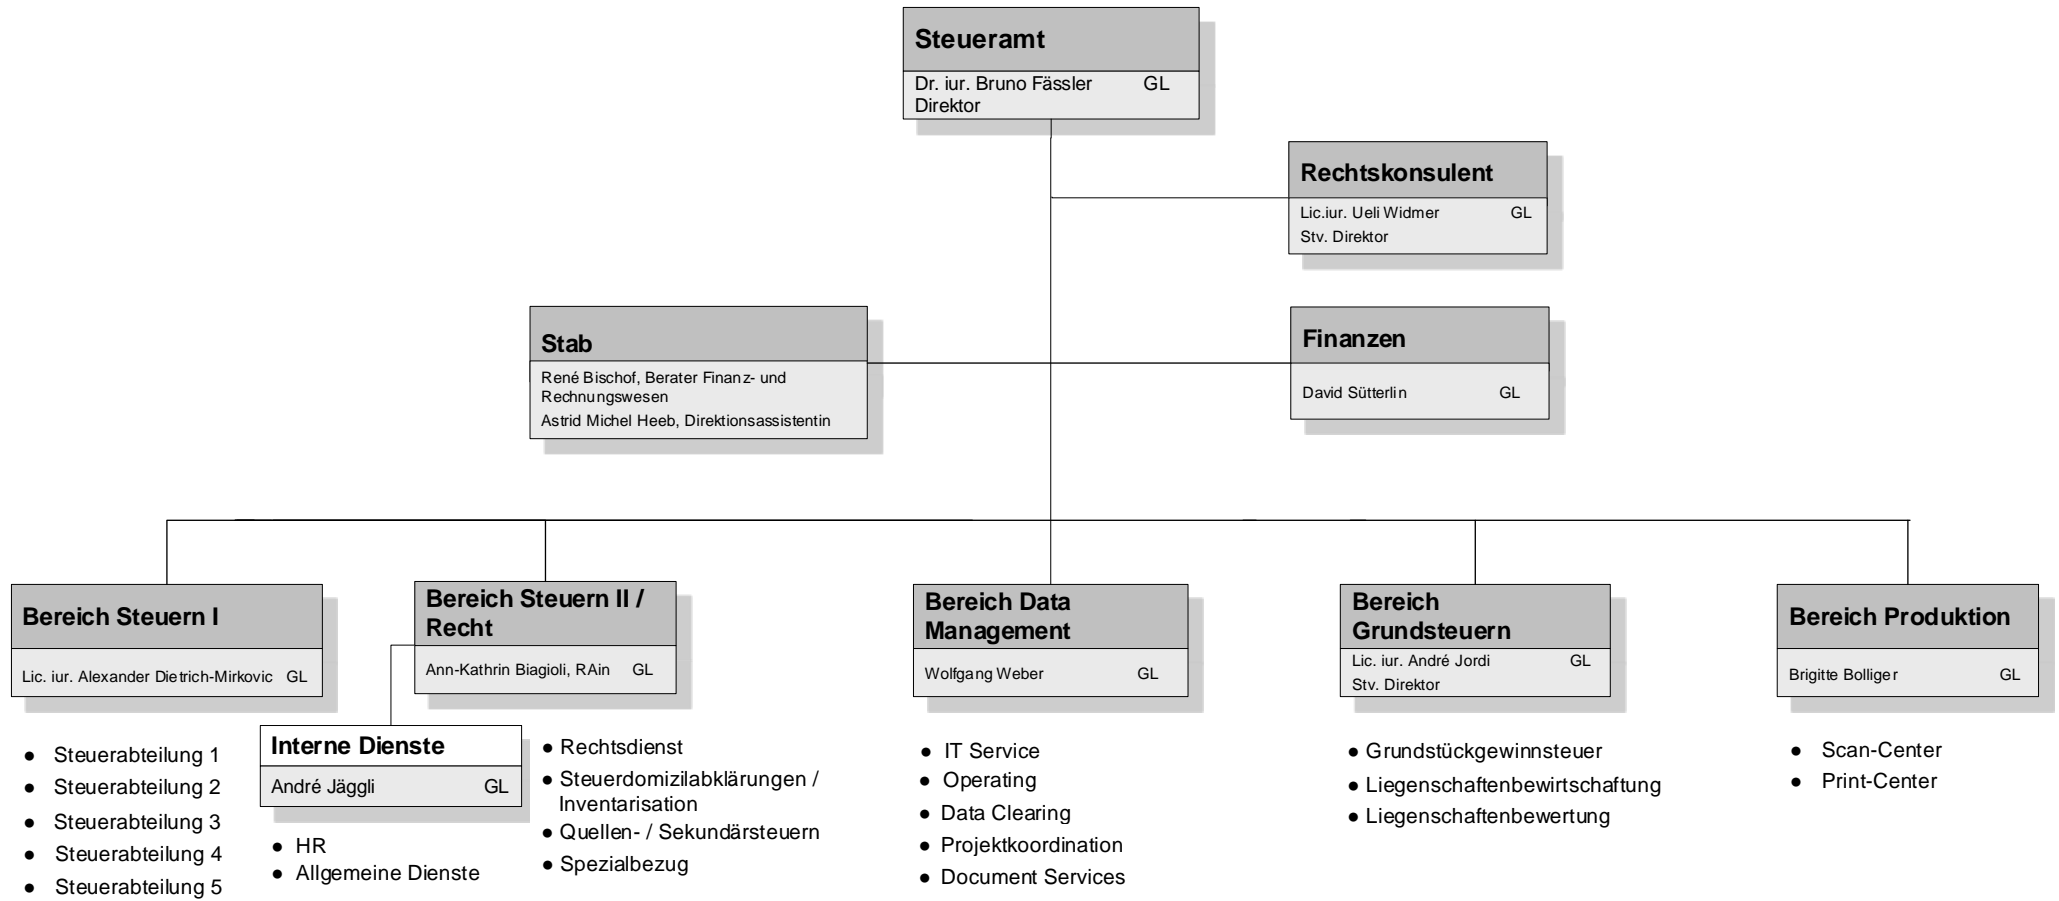 Steueramt
Dr. iur. Bruno Fässler GL
Direktor
Rechtskonsulent
Lic.iur. Ueli Widmer GL
Stv. Direktor
Stab
René Bischof, Berater Finanz- und
Rechnungswesen
Astrid Michel Heeb, Direktionsassistentin
Finanzen
David Sütterlin GL
Bereich Steuern I
Lic. iur. Alexander Dietrich-Mirkovic GL
● Steuerabteilung 1
● Steuerabteilung 2
● Steuerabteilung 3
● Steuerabteilung 4
● Steuerabteilung 5
Bereich Steuern II /
Recht
Ann-Kathrin Biagioli, RAin GL
Interne Dienste
André Jäggli GL
● HR
● Allgemeine Dienste
● Rechtsdienst
● Steuerdomizilabklärungen /
Inventarisation
● Quellen- / Sekundärsteuern
● Spezialbezug
Bereich Data
Management
Wolfgang Weber GL
● IT Service
● Operating
● Data Clearing
● Projektkoordination
● Document Services
Bereich
Grundsteuern
Lic. iur. André Jordi GL
Stv. Direktor
● Grundstückgewinnsteuer
● Liegenschaftenbewirtschaftung
● Liegenschaftenbewertung
Bereich Produktion
Brigitte Bolliger GL
● Scan-Center
● Print-Center